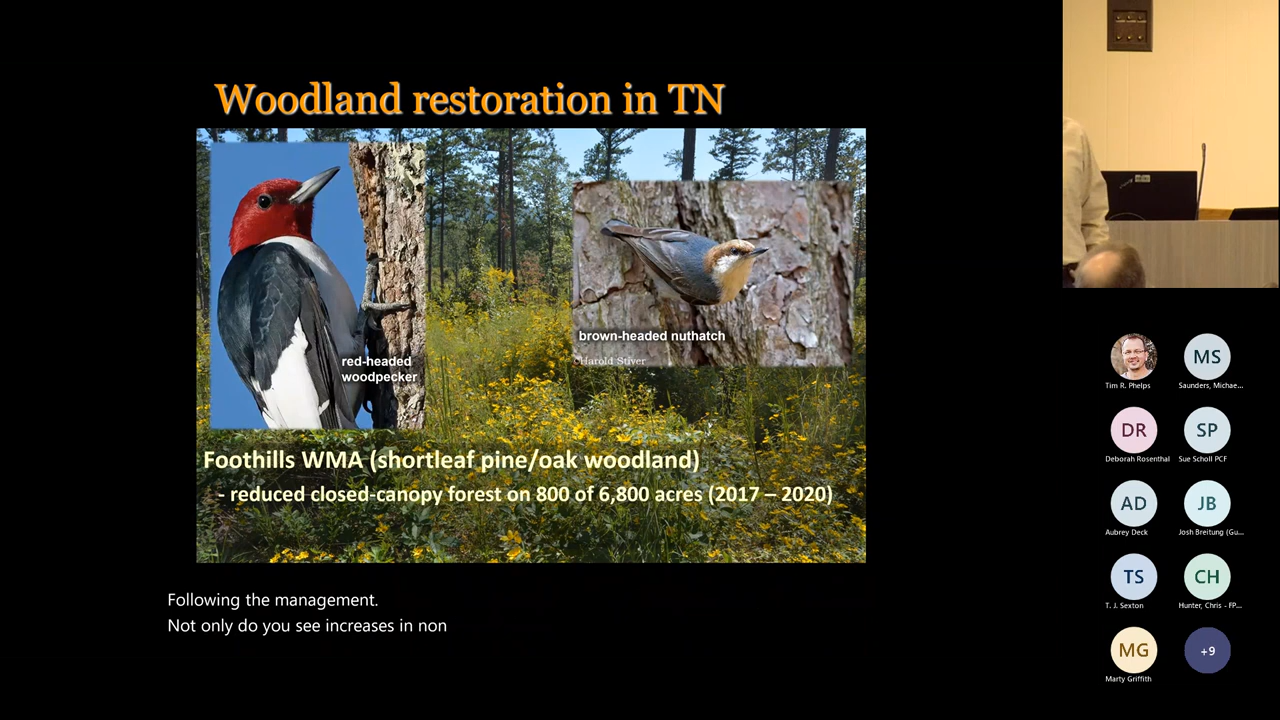 Woodland restoration in TN
red-headed
woodpecker
brown-headed nuthatch
©Harold Stiver
Foothills WMA (shortleaf pine/oak woodland)
- reduced closed-canopy forest on 800 of 6,800 acres (2017 – 2020)
Following the management.
Not only do you see increases in non
Tim R. Phelps
MS
Saunders, Michae...
DR
Deborah Rosenthal
SP
Sue Scholl PCF
AD
Aubrey Deck
JB
Josh Breitung (Gu...
TS
T. J. Sexton
CH
Hunter, Chris - FP...
MG
Marty Griffith
+9